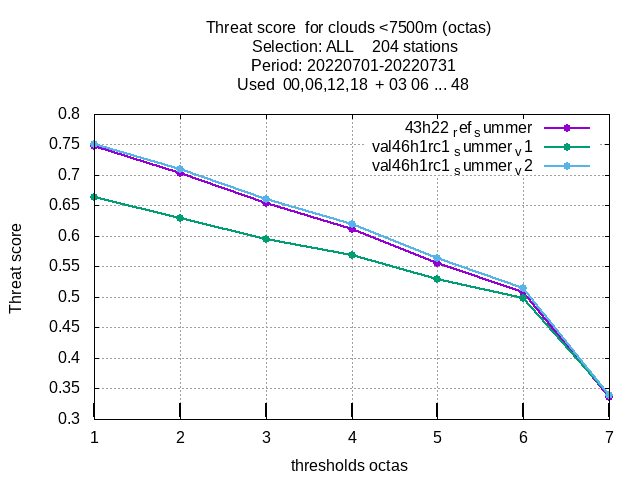 Threat score  for clouds <7500m (octas)
Selection: ALL    204 stations
Period: 20220701-20220731
Used  00,06,12,18  + 03 06 ... 48
43h22 ref summer
val46h1rc1 summer v1
val46h1rc1 summer v2
Threat score
0.8
0.75
0.7
0.65
0.6
0.55
0.5
0.45
0.4
0.35
0.3
1 2 3 4 5 6 7
thresholds octas